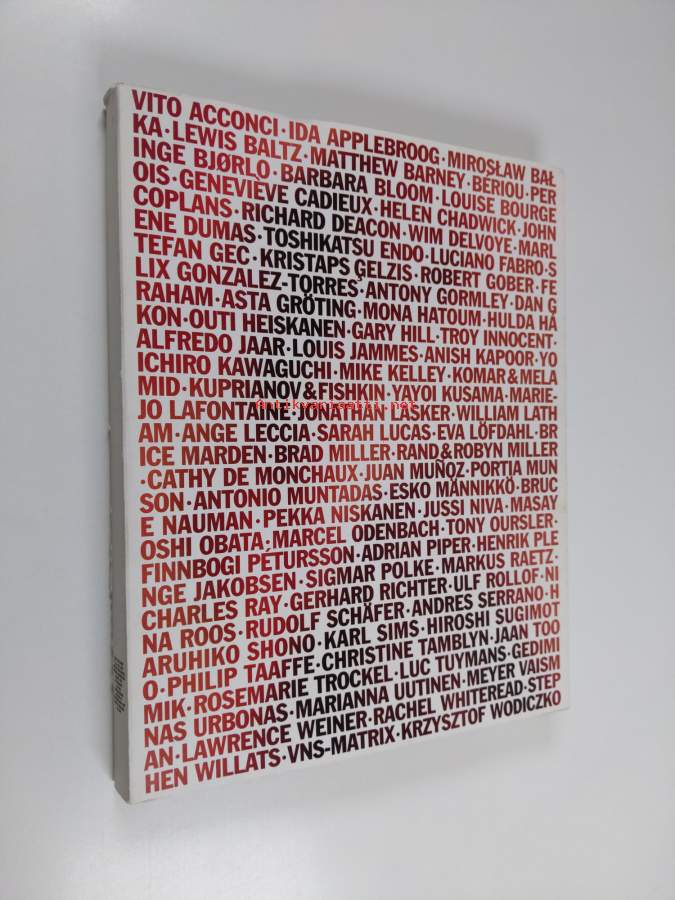 VITO ACCONCI·IDA APPLEBROOG·MIROSŁAW BAŁ
KA·LEWIS BALTZ·MATTHEW BARNEY·BÉRIOU·PER
INGE BJØRLO·BARBARA BLOOM·LOUISE BOURGE
OIS·GENEVIÈVE CADIEUX·HELEN CHADWICK·JOHN
COPLANS·RICHARD DEACON·WIM DELVOYE·MARL
ENE DUMAS·TOSHIKATSU ENDO·LUCIANO FABRO·S
TEFAN GEC·KRISTAPS ĢELZIS·ROBERT GOBER·FE
LIX GONZALEZ-TORRES·ANTONY GORMLEY·DAN G
RAHAM·ASTA GRÖTING·MONA HATOUM·HULDA HÁ
KON·OUTI HEISKANEN·GARY HILL·TROY INNOCENT·
ALFREDO JAAR·LOUIS JAMMES·ANISH KAPOOR·YO
ICHIRO KAWAGUCHI·MIKE KELLEY·KOMAR&MELA
MID·KUPRIANOV&FISHKIN·YAYOI KUSAMA·MARIE-
Antikvariaatti.net
JO LAFONTAINE·JONATHAN LASKER·WILLIAM LATH
AM·ANGE LECCIA·SARAH LUCAS·EVA LÖFDAHL·BR
ICE MARDEN·BRAD MILLER·RAND&ROBYN MILLER
·CATHY DE MONCHAUX·JUAN MUÑOZ·PORTIA MUN
SON·ANTONIO MUNTADAS·ESKO MÄNNIKKÖ·BRUC
E NAUMAN·PEKKA NISKANEN·JUSSI NIVA·MASAY
OSHI OBATA·MARCEL ODENBACH·TONY OURSLER·
FINNBOGI PÉTURSSON·ADRIAN PIPER·HENRIK PLE
NGE JAKOBSEN·SIGMAR POLKE·MARKUS RAETZ·
CHARLES RAY·GERHARD RICHTER·ULF ROLLOF·NI
NA ROOS·RUDOLF SCHÄFER·ANDRES SERRANO·H
ARUHIKO SHONO·KARL SIMS·HIROSHI SUGIMOT
O·PHILIP TAAFFE·CHRISTINE TAMBLYN·JAAN TOO
MIK·ROSEMARIE TROCKEL·LUC TUYMANS·GEDIMI
NAS URBONAS·MARIANNA UUTINEN·MEYER VAISM
AN·LAWRENCE WEINER·RACHEL WHITEREAD·STEP
HEN WILLATS·VNS-MATRIX·KRZYSZTOF WODICZKO